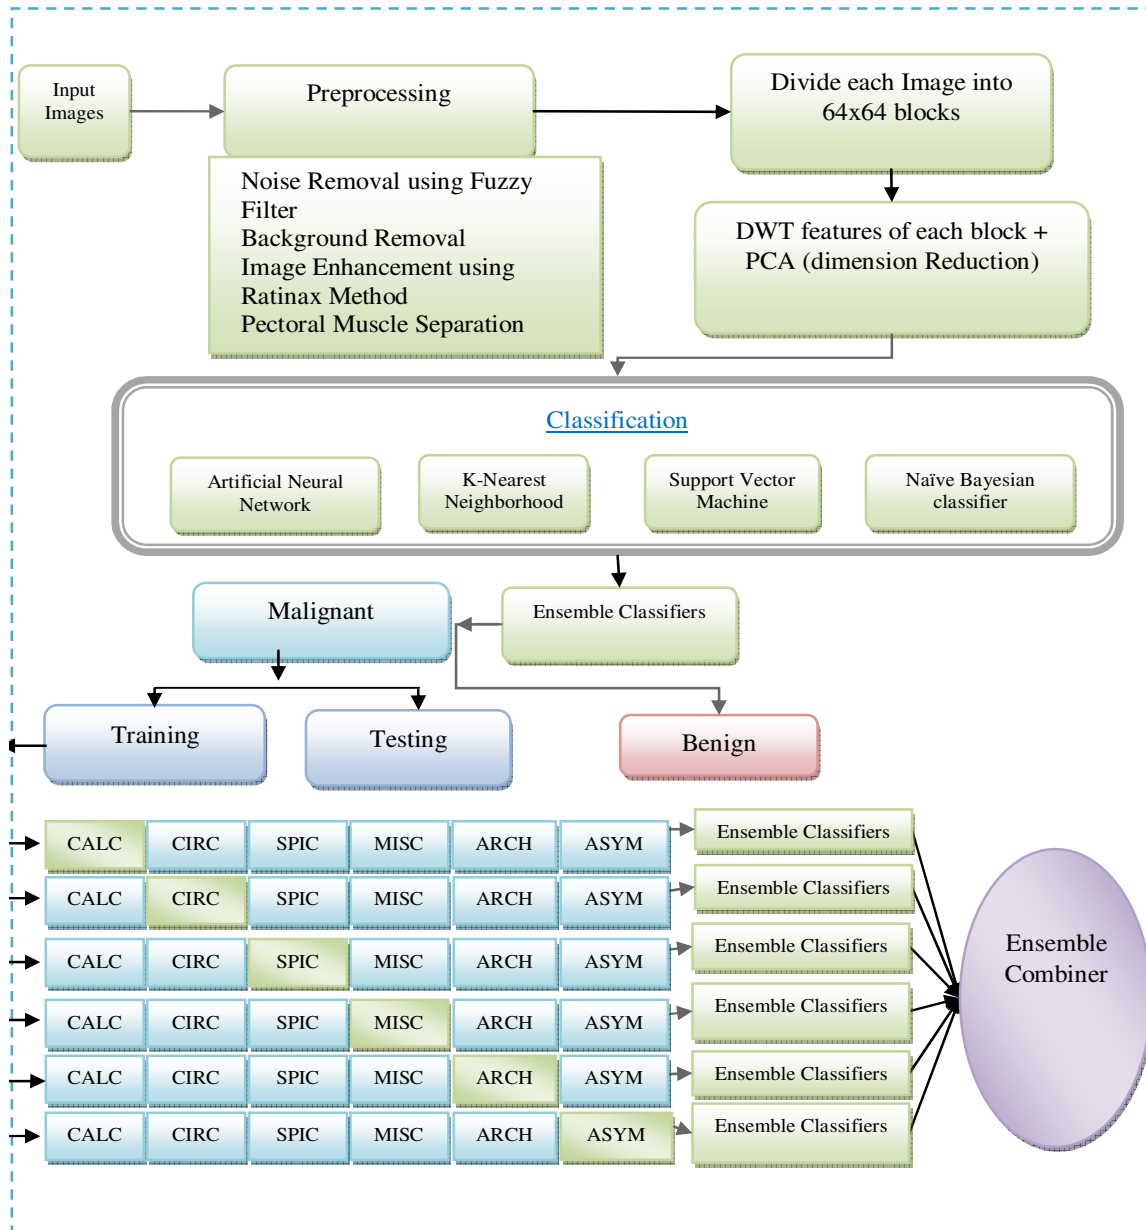 Input
Images
Preprocessing
Divide each Image into
64x64 blocks
Noise Removal using Fuzzy
Filter
Background Removal
Image Enhancement using
Ratinax Method
Pectoral Muscle Separation
DWT features of each block +
PCA (dimension Reduction)
Classification
Artificial Neural
Network
K-Nearest
Neighborhood
Support Vector
Machine
Naïve Bayesian
classifier
Malignant
Ensemble Classifiers
Training
Testing
Benign
CALC CIRC SPIC MISC ARCH ASYM Ensemble Classifiers
CALC CIRC SPIC MISC ARCH ASYM Ensemble Classifiers
CALC CIRC SPIC MISC ARCH ASYM Ensemble Classifiers
CALC CIRC SPIC MISC ARCH ASYM Ensemble Classifiers
CALC CIRC SPIC MISC ARCH ASYM Ensemble Classifiers
CALC CIRC SPIC MISC ARCH ASYM Ensemble Classifiers
Ensemble
Combiner